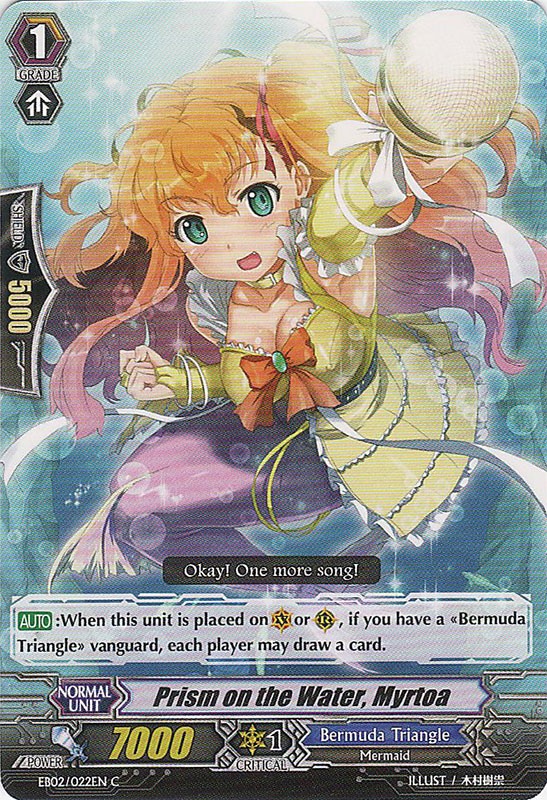 1
GRADE
SHIELD
5000
Okay! One more song!
AUTO:When this unit is placed on V or R, if you have a «Bermuda
Triangle» vanguard, each player may draw a card.
NORMAL
UNIT
Prism on the Water, Myrtoa
POWER
7000
1
CRITICAL
Bermuda Triangle
Mermaid
EB02/022EN C
ILLUST / 木村樹崇